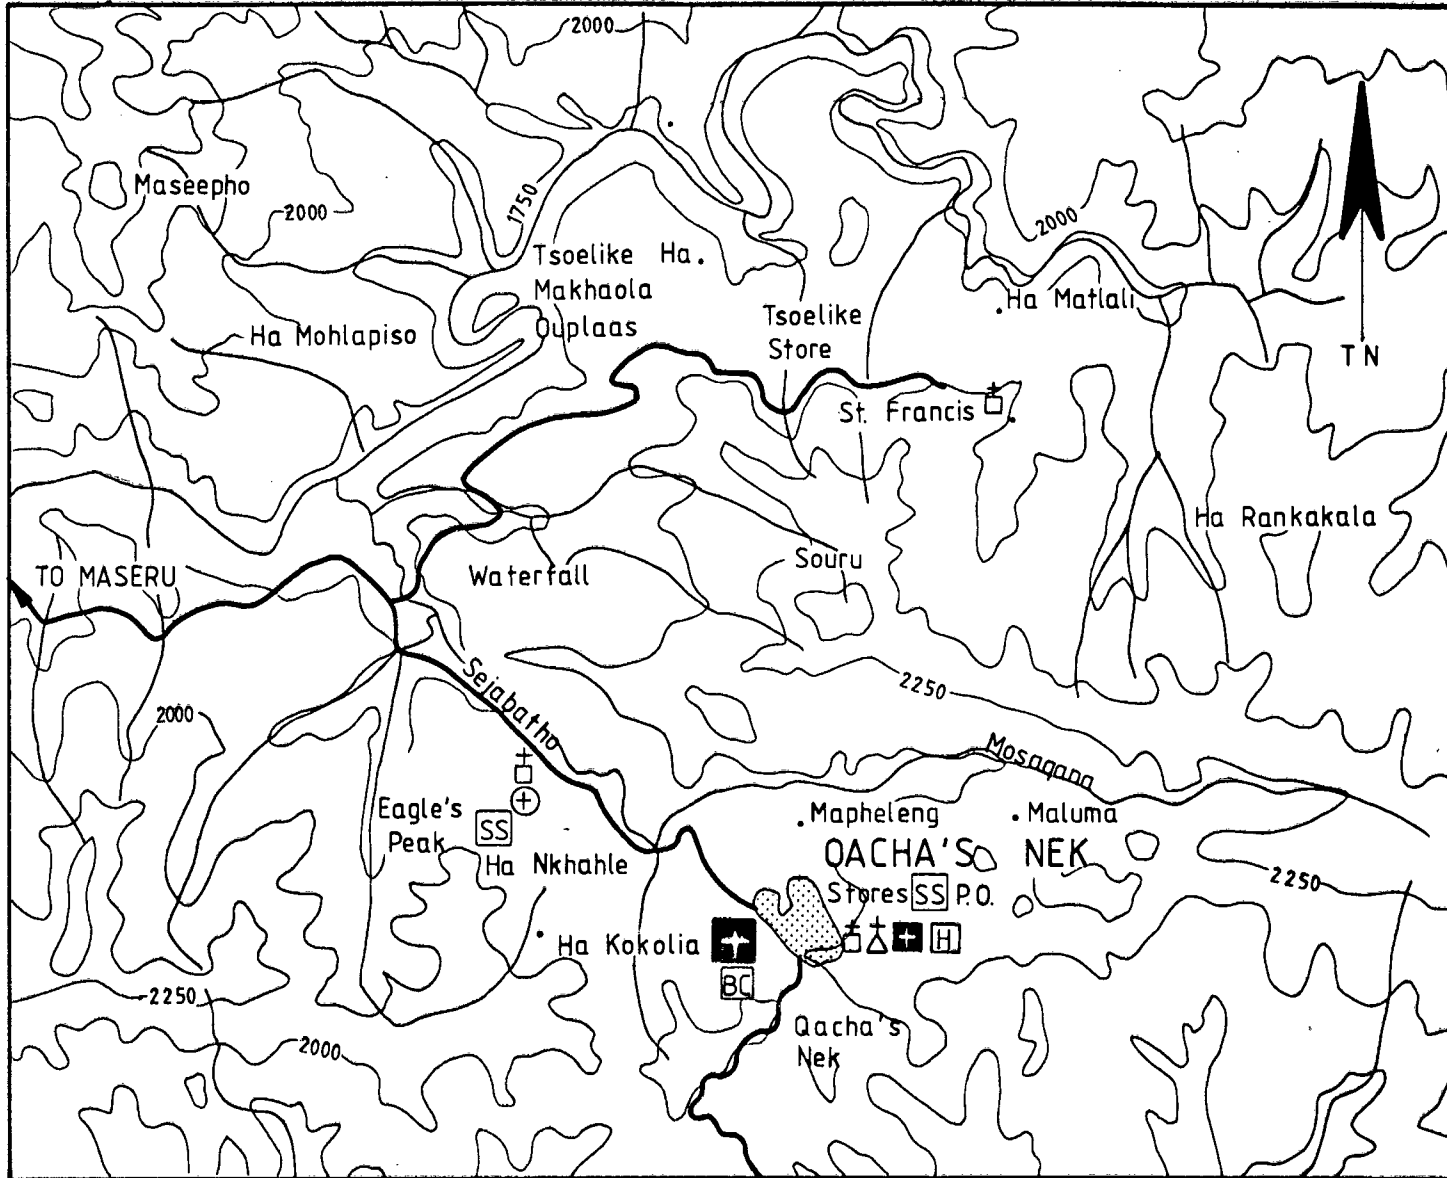 2000
Maseepho
2000
1750
2000
Tsoelike Ha
Makhaola
Ouplaas
Ha Matlali
Tsoelike
Store
Ha Mohlapiso
TN
St. Francis
Ha Rankakala
TO MASERU
Waterfall
Souru
Sejabatho
2250
2000
Mosaqana
Eagle's
Peak
SS
Mapheleng
Maluma
QACHA'S NEK
Ha Nkhahle
2250
Stores SS P.O.
Ha Kokolia
H
BC
2250
Qacha's
Nek
2000